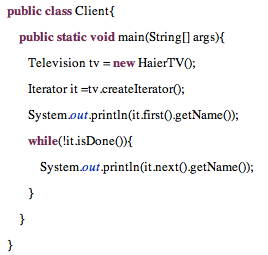 public class Client{
public static void main(String[] args){
Television tv = new HaierTV();
Iterator it =tv.createIterator();
System.out.println(it.first().getName());
while(!it.isDone()){
System.out.println(it.next().getName());
}
}
}